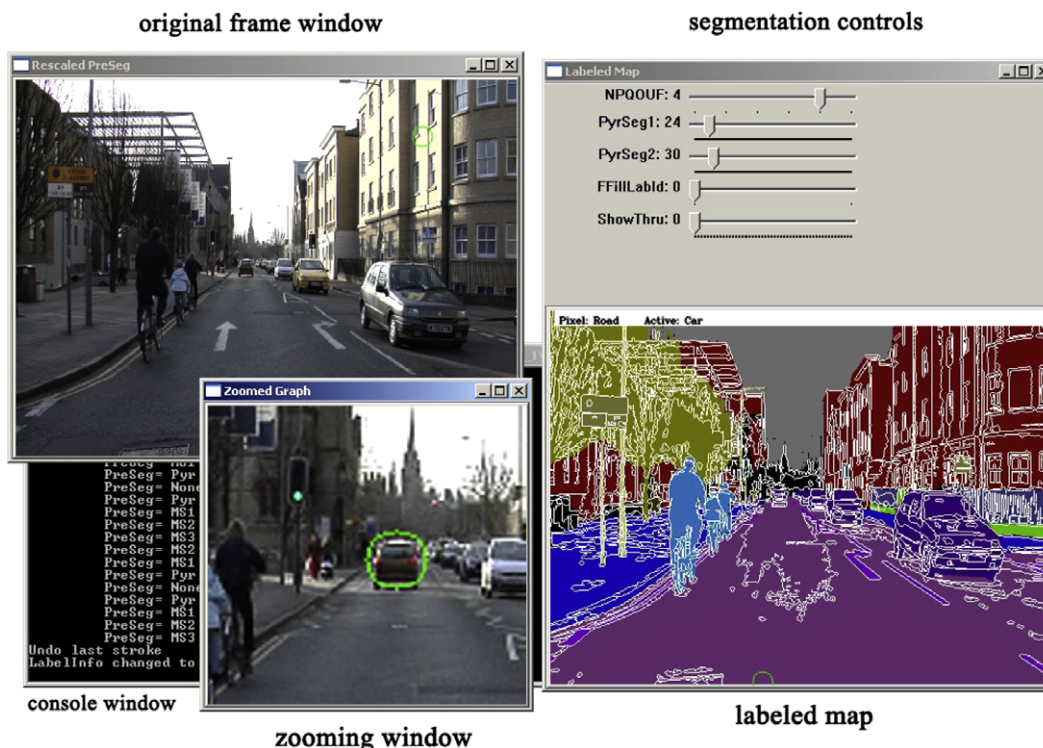 original frame window
segmentation controls
Rescaled PreSeg
Labeled Map
NPQOUF: 4
PyrSeg1: 24
PyrSeg2: 30
FFillLabId: 0
ShowThru: 0
Pixel: Road Active: Car
Zoomed Graph
PreSeg= MS1
PreSeg= Pyr
PreSeg= None
PreSeg= Pyr
PreSeg= MS1
PreSeg= MS2
PreSeg= MS3
PreSeg= MS2
PreSeg= MS1
PreSeg= Pyr
PreSeg= None
PreSeg= Pyr
PreSeg= MS1
PreSeg= MS2
PreSeg= MS3
Undo last stroke
LabelInfo changed to
console window
zooming window
labeled map